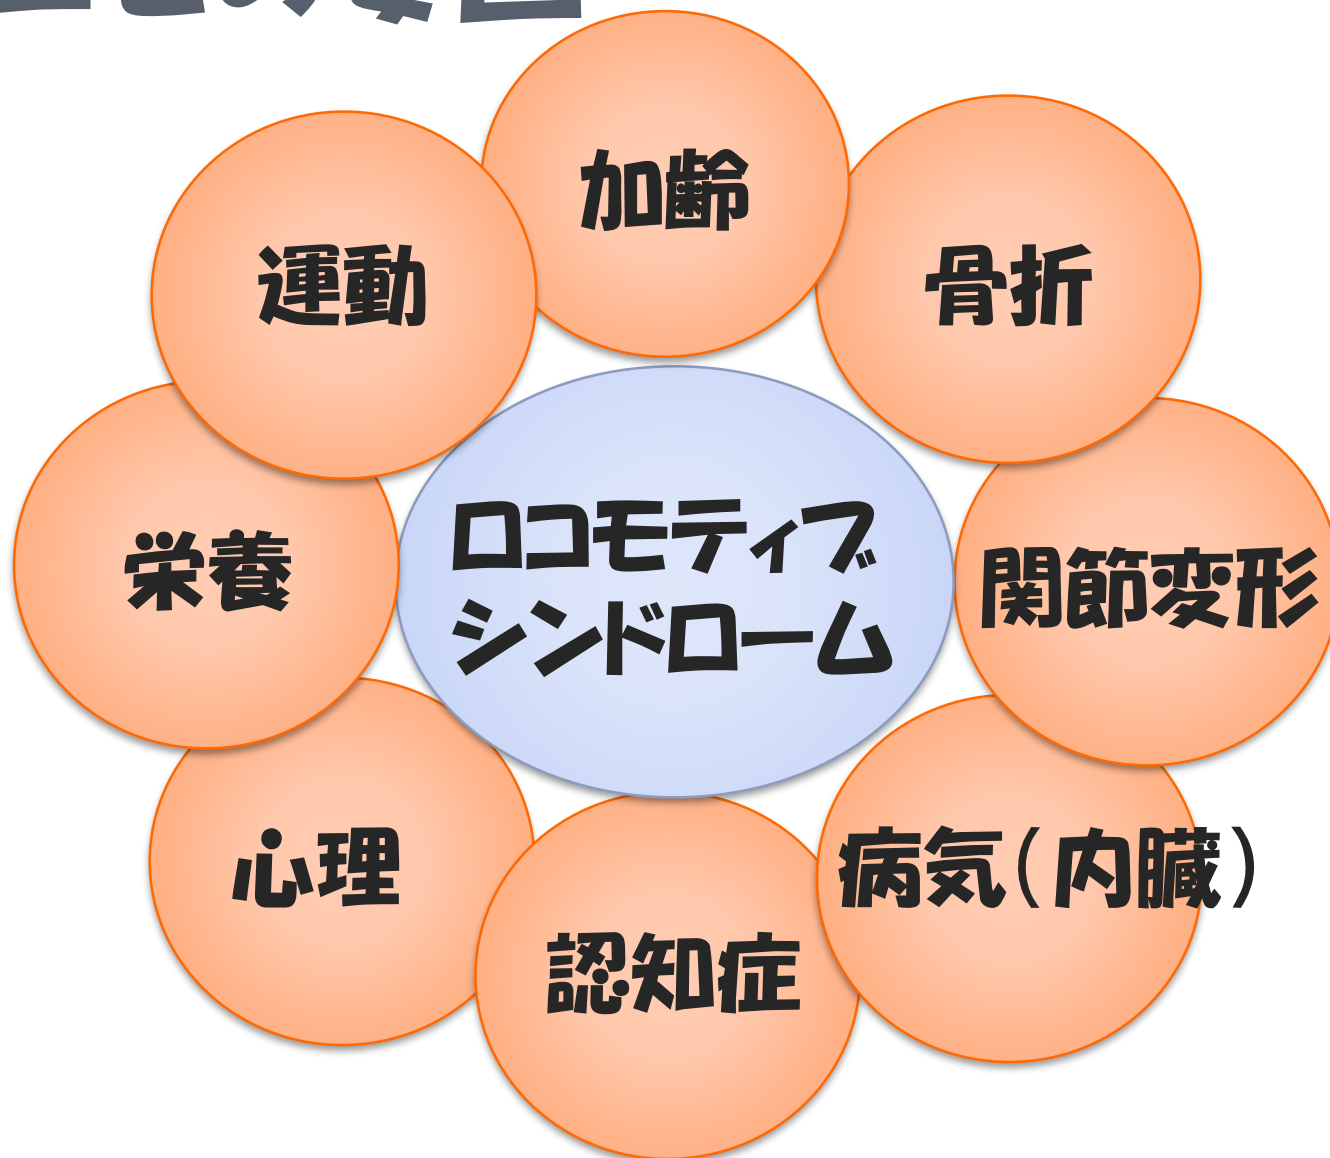 加齢
運動
骨折
ロコモティブ
シンドローム
栄養
関節変形
心理
病気(内臓)
認知症